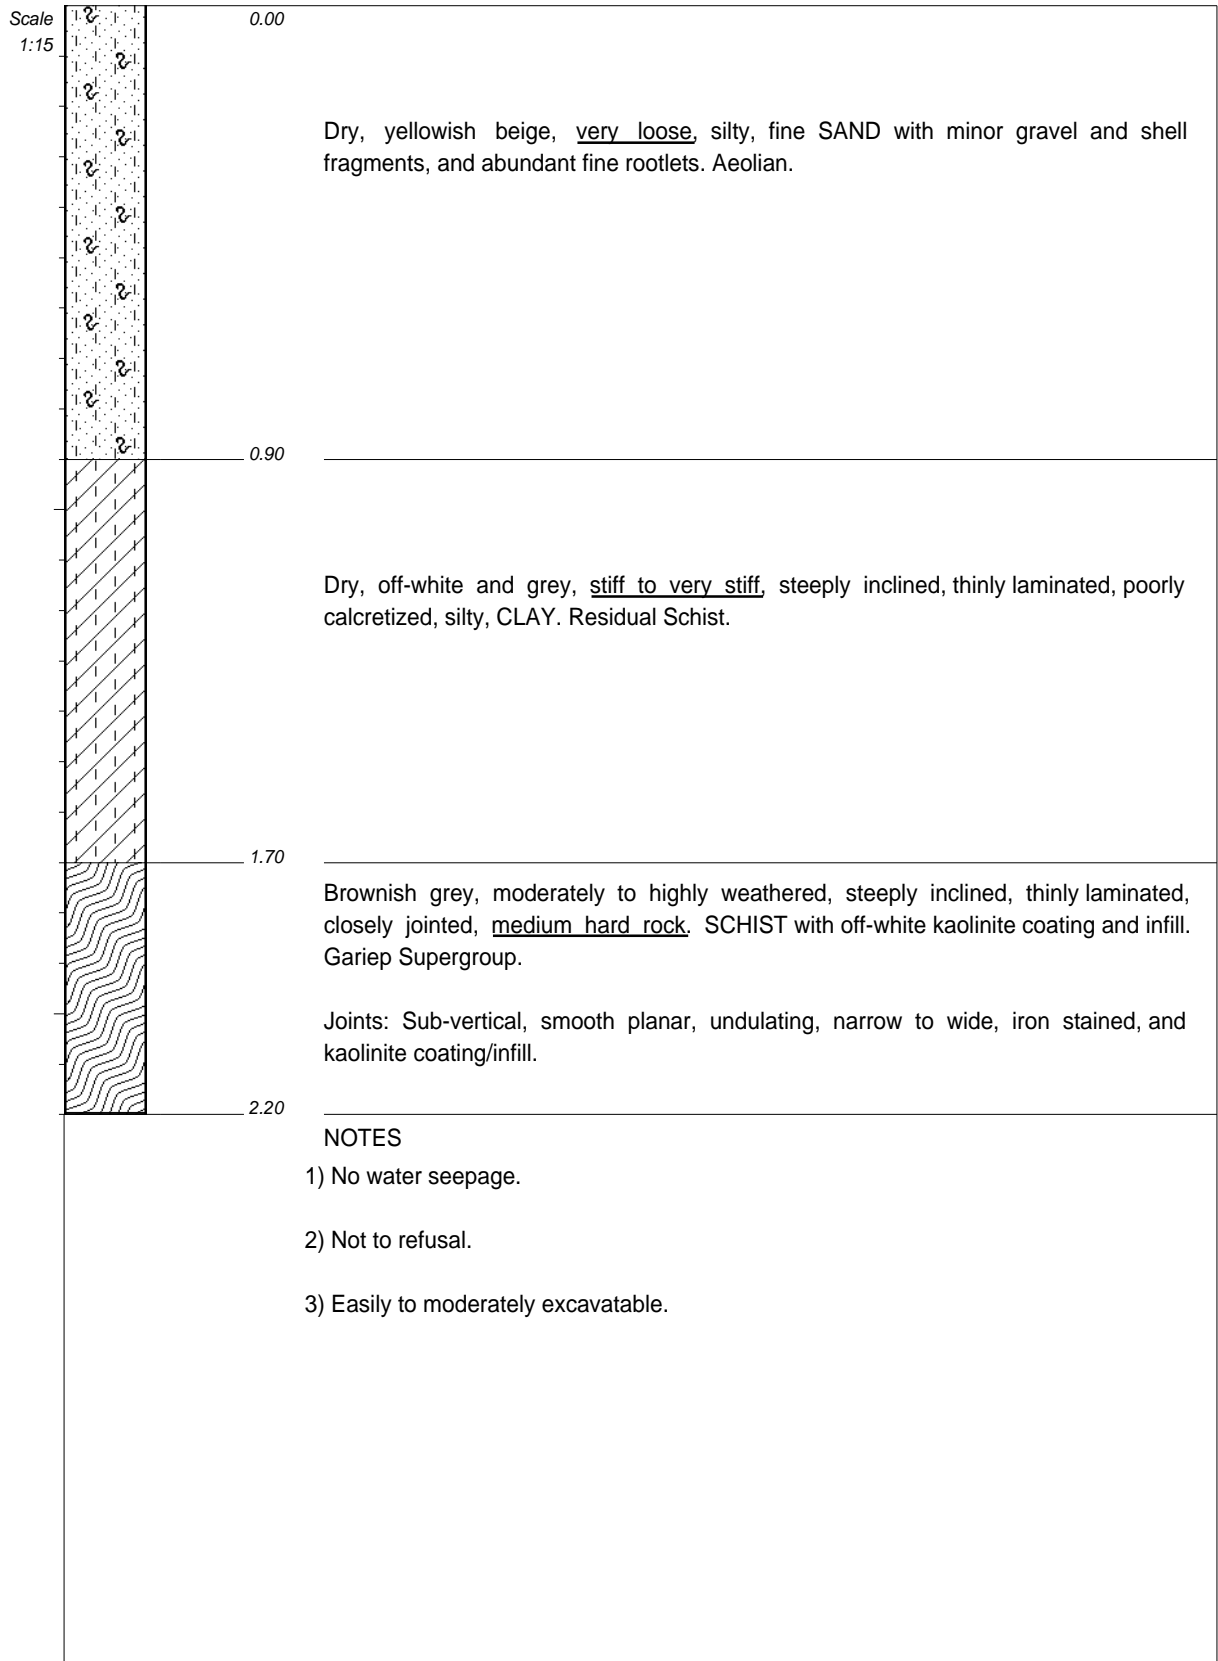 Scale
1:15
0.00
Dry, yellowish beige, very loose, silty, fine SAND with minor gravel and shell
fragments, and abundant fine rootlets. Aeolian.
0.90
Dry, off-white and grey, stiff to very stiff, steeply inclined, thinly laminated, poorly
calcretized, silty, CLAY. Residual Schist.
1.70
Brownish grey, moderately to highly weathered, steeply inclined, thinly laminated,
closely jointed, medium hard rock. SCHIST with off-white kaolinite coating and infill.
Gariep Supergroup.
Joints: Sub-vertical, smooth planar, undulating, narrow to wide, iron stained, and
kaolinite coating/infill.
2.20
NOTES
1) No water seepage.
2) Not to refusal.
3) Easily to moderately excavatable.